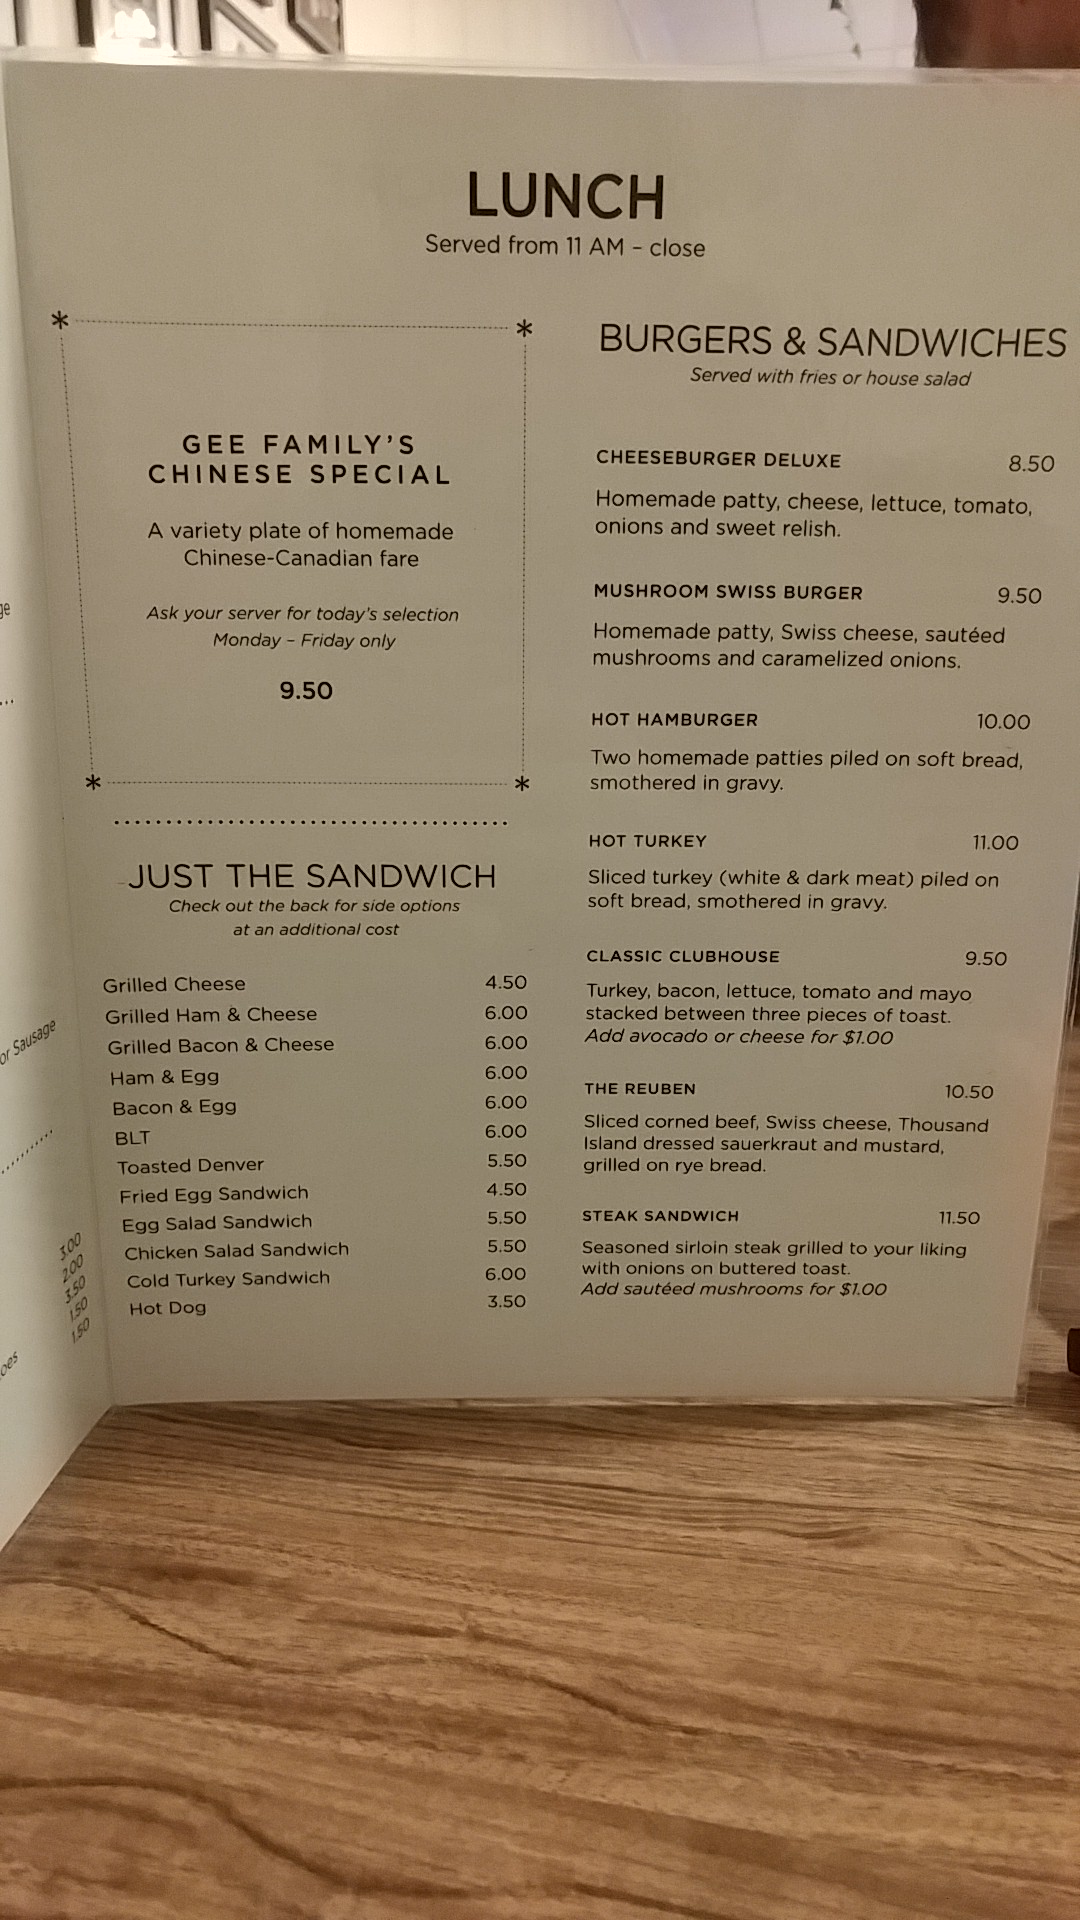 LUNCH
Served from 11 AM – close
GEE FAMILY'S
CHINESE SPECIAL
A variety plate of homemade
Chinese-Canadian fare
Ask your server for today's selection
Monday – Friday only
9.50
JUST THE SANDWICH
Check out the back for side options
at an additional cost
Grilled Cheese 4.50
Grilled Ham & Cheese 6.00
Grilled Bacon & Cheese 6.00
Ham & Egg 6.00
Bacon & Egg 6.00
BLT 6.00
Toasted Denver 5.50
Fried Egg Sandwich 4.50
Egg Salad Sandwich 5.50
Chicken Salad Sandwich 5.50
Cold Turkey Sandwich 6.00
Hot Dog 3.50
BURGERS & SANDWICHES
Served with fries or house salad
CHEESEBURGER DELUXE 8.50
Homemade patty, cheese, lettuce, tomato,
onions and sweet relish.
MUSHROOM SWISS BURGER 9.50
Homemade patty, Swiss cheese, sautéed
mushrooms and caramelized onions.
HOT HAMBURGER 10.00
Two homemade patties piled on soft bread,
smothered in gravy.
HOT TURKEY 11.00
Sliced turkey (white & dark meat) piled on
soft bread, smothered in gravy.
CLASSIC CLUBHOUSE 9.50
Turkey, bacon, lettuce, tomato and mayo
stacked between three pieces of toast.
Add avocado or cheese for $1.00
THE REUBEN 10.50
Sliced corned beef, Swiss cheese, Thousand
Island dressed sauerkraut and mustard,
grilled on rye bread.
STEAK SANDWICH 11.50
Seasoned sirloin steak grilled to your liking
with onions on buttered toast.
Add sautéed mushrooms for $1.00
or Sausage
3.00
2.00
3.50
1.50
1.50